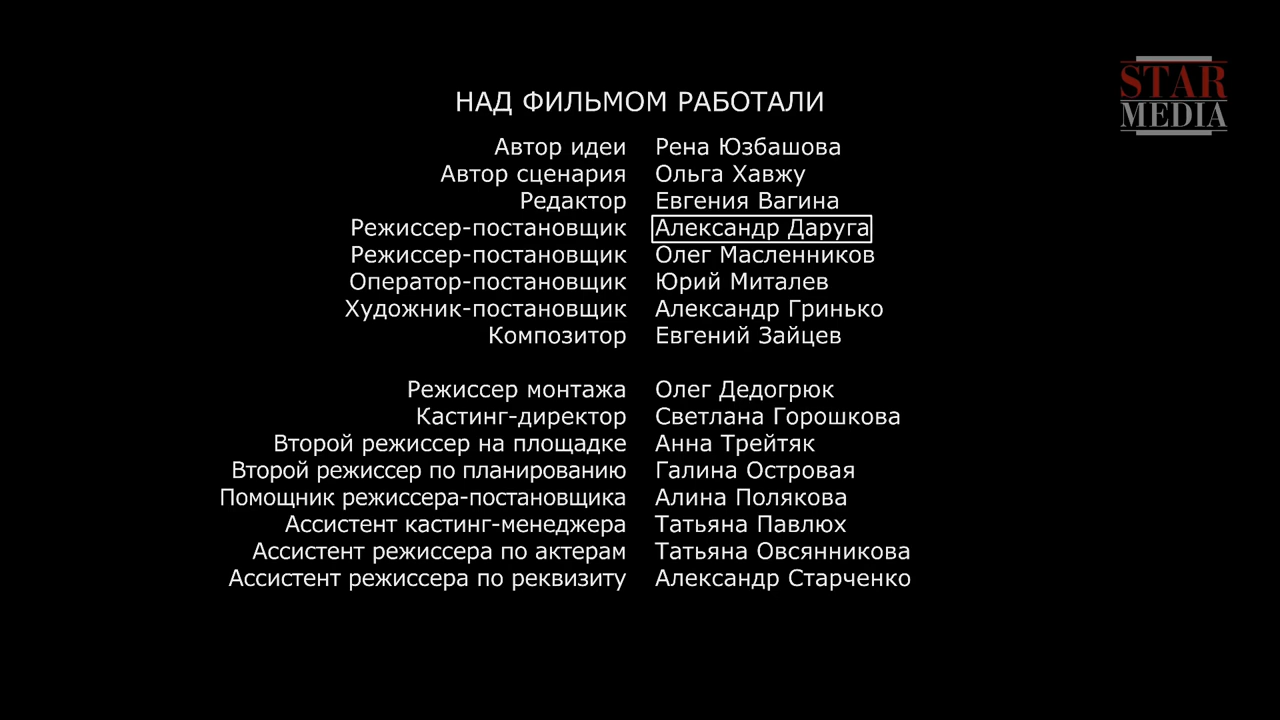 STAR
MEDIA
НАД ФИЛЬМОМ РАБОТАЛИ
Автор идеи Рена Юзбашова
Автор сценария Ольга Хавжу
Редактор Евгения Вагина
Режиссер-постановщик Александр Даруга
Режиссер-постановщик Олег Масленников
Оператор-постановщик Юрий Миталев
Художник-постановщик Александр Гринько
Композитор Евгений Зайцев
Режиссер монтажа Олег Дедогрюк
Кастинг-директор Светлана Горошкова
Второй режиссер на площадке Анна Трейтяк
Второй режиссер по планированию Галина Островая
Помощник режиссера-постановщика Алина Полякова
Ассистент кастинг-менеджера Татьяна Павлюх
Ассистент режиссера по актерам Татьяна Овсянникова
Ассистент режиссера по реквизиту Александр Старченко